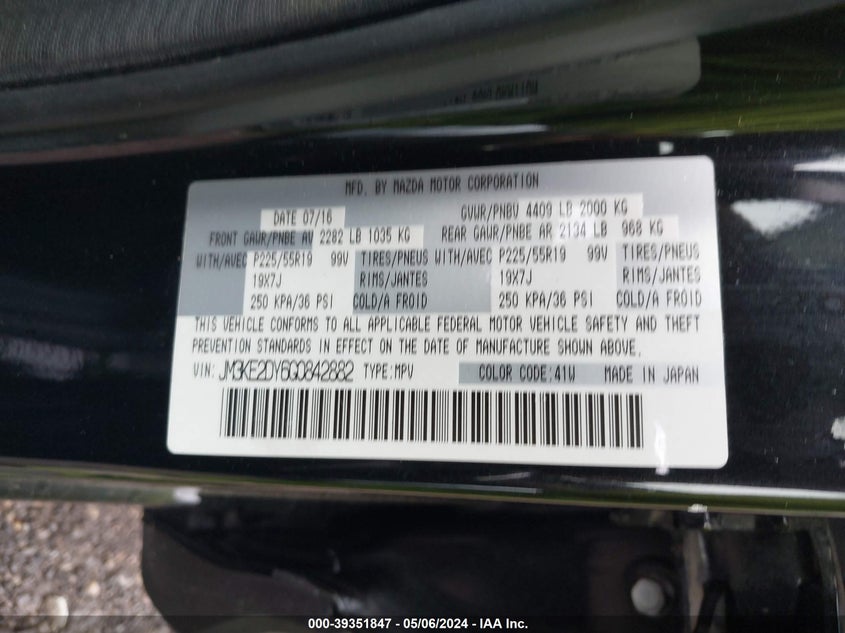 MFD. BY MAZDA MOTOR CORPORATION
DATE 07/16 GVWR/PNBV 4409 LB 2000 KG
FRONT GAWR/PNBE AV 2282 LB 1035 KG REAR GAWR/PNBE AR 2134 LB 968 KG
WITH/AVEC P225/55R19 99V TIRES/PNEUS WITH/AVEC P225/55R19 99V TIRES/PNEUS
19X7J RIMS/JANTES 19X7J RIMS/JANTES
250 KPA/36 PSI COLD/A FROID 250 KPA/36 PSI COLD/A FROID
THIS VEHICLE CONFORMS TO ALL APPLICABLE FEDERAL MOTOR VEHICLE SAFETY AND THEFT
PREVENTION STANDARDS IN EFFECT ON THE DATE OF MANUFACTURE SHOWN ABOVE.
VIN: JM3KE2DY6G0842882 TYPE:MPV COLOR CODE:41W MADE IN JAPAN
000-39351847 - 05/06/2024 - IAA Inc.